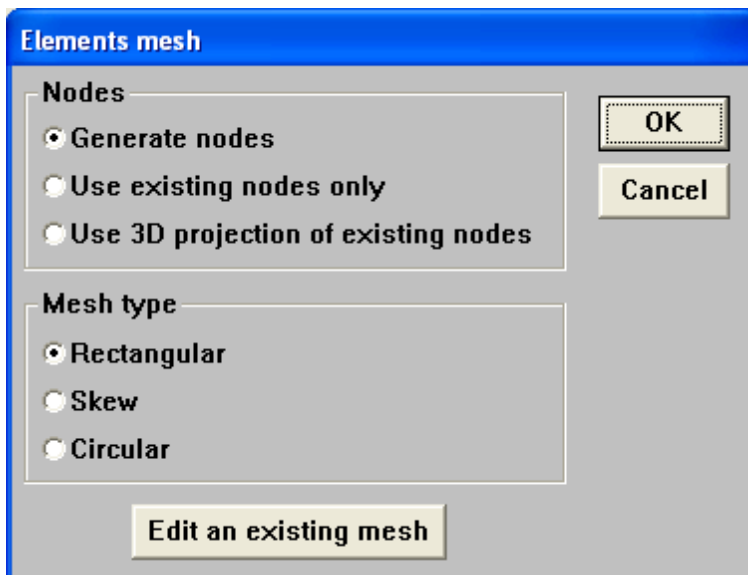 Elements mesh
Nodes
Generate nodes
Use existing nodes only
Use 3D projection of existing nodes
OK
Cancel
Mesh type
Rectangular
Skew
Circular
Edit an existing mesh